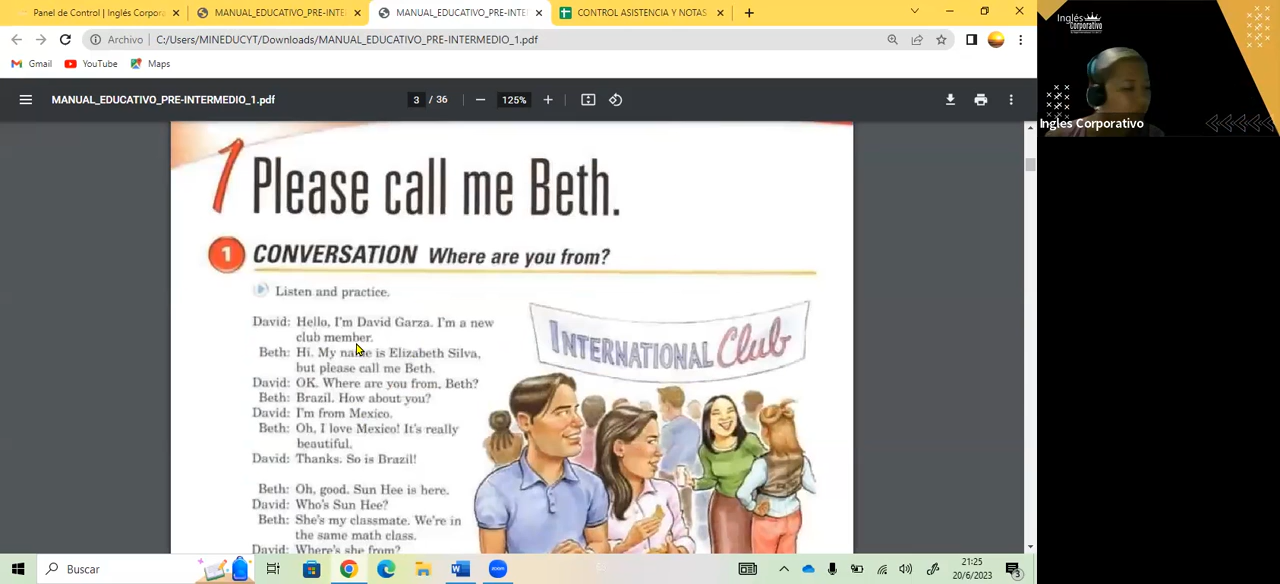 Panel de Control | Inglés Corpora
MANUAL_EDUCATIVO_PRE-INTERME
MANUAL_EDUCATIVO_PRE-INTE
CONTROL ASISTENCIA Y NOTAS
Archivo C:/Users/MINEDUCYT/Downloads/MANUAL_EDUCATIVO_PRE-INTERMEDIO_1.pdf
Gmail YouTube Maps
MANUAL_EDUCATIVO_PRE-INTERMEDIO_1.pdf 3 / 36 125%
1 Please call me Beth.
1 CONVERSATION Where are you from?
Listen and practice.
David: Hello, I'm David Garza. I'm a new
club member.
Beth: Hi. My name is Elizabeth Silva,
but please call me Beth.
David: OK. Where are you from, Beth?
Beth: Brazil. How about you?
David: I'm from Mexico.
Beth: Oh, I love Mexico! It's really
beautiful.
David: Thanks. So is Brazil!
Beth: Oh, good. Sun Hee is here.
David: Who's Sun Hee?
Beth: She's my classmate. We're in
the same math class.
David: Where's she from?
INTERNATIONAL Club
Inglés
Corporativo
Ingles Corporativo
Buscar
zoom
21:25
20/6/2023
3